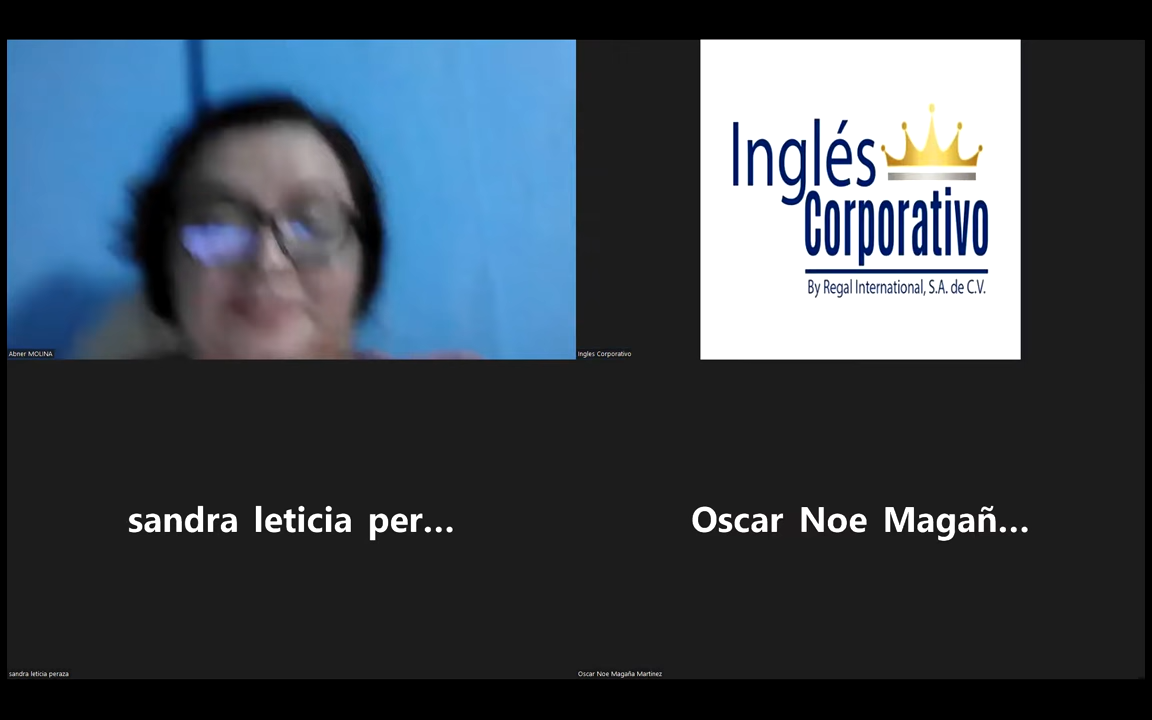 Inglés
Corporativo
By Regal International, S.A. de C.V.
Abner MOLINA
Ingles Corporativo
sandra leticia per...
Oscar Noe Magañ...
sandra leticia peraza
Oscar Noe Magaña Martinez